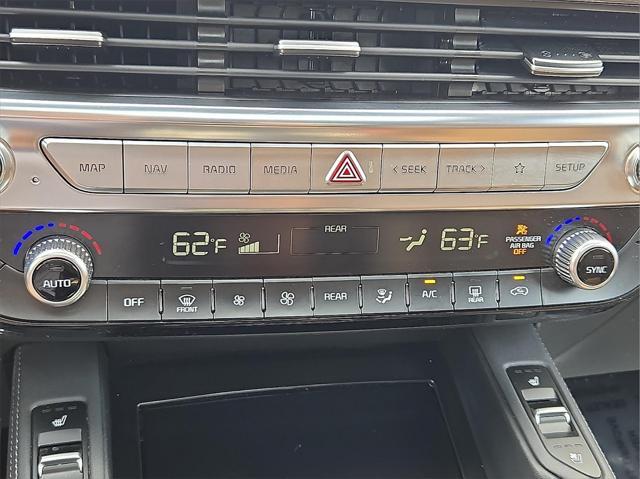 MAP NAV RADIO MEDIA < SEEK TRACK > SETUP
REAR
62°F 63°F
PASSENGER
AIR BAG
OFF
AUTO SYNC
OFF FRONT REAR A/C REAR